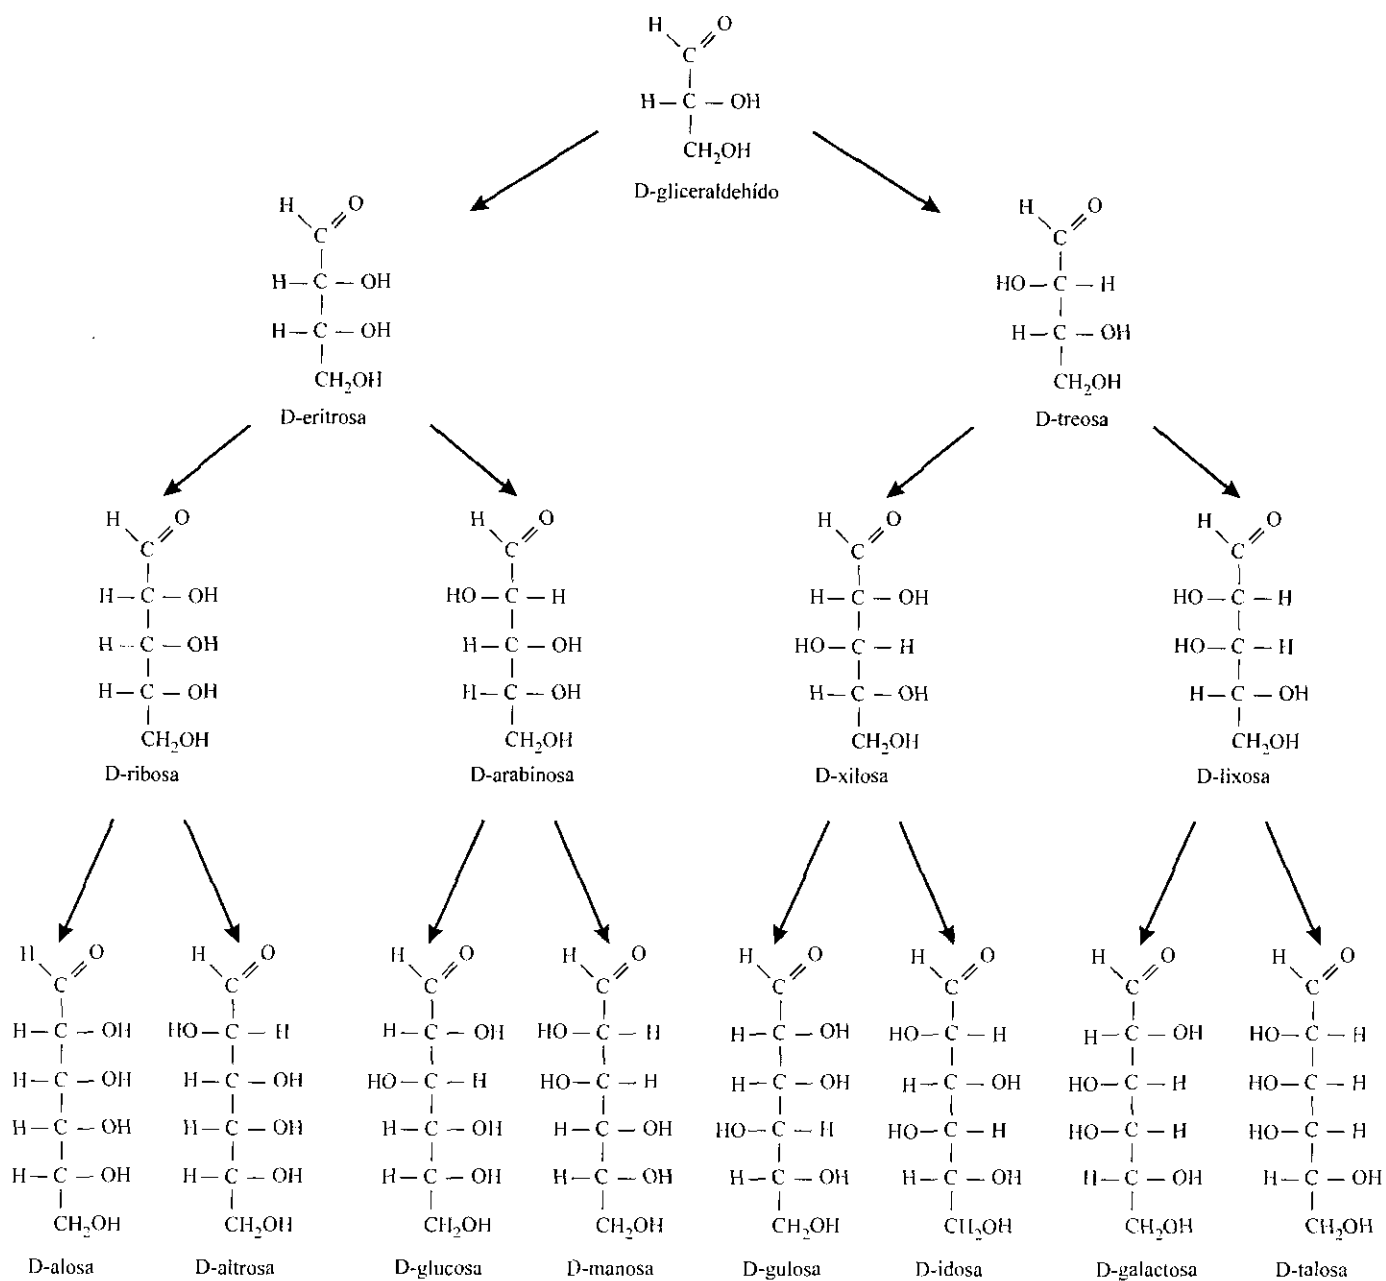 H O
C
H—C—OH
CH₂OH
D-gliceraldehído
H O
C
H—C—OH
H—C—OH
CH₂OH
D-eritrosa
H O
C
HO—C—H
H—C—OH
CH₂OH
D-treosa
H O
C
H—C—OH
H—C—OH
H—C—OH
CH₂OH
D-ribosa
H O
C
HO—C—H
H—C—OH
H—C—OH
CH₂OH
D-arabinosa
H O
C
H—C—OH
HO—C—H
H—C—OH
CH₂OH
D-xilosa
H O
C
HO—C—H
HO—C—H
H—C—OH
CH₂OH
D-lixosa
H O
C
H—C—OH
H—C—OH
H—C—OH
H—C—OH
CH₂OH
D-alosa
H O
C
HO—C—H
H—C—OH
H—C—OH
H—C—OH
CH₂OH
D-altrosa
H O
C
H—C—OH
HO—C—H
H—C—OH
H—C—OH
CH₂OH
D-glucosa
H O
C
HO—C—H
HO—C—H
H—C—OH
H—C—OH
CH₂OH
D-manosa
H O
C
H—C—OH
H—C—OH
HO—C—H
H—C—OH
CH₂OH
D-gulosa
H O
C
HO—C—H
H—C—OH
HO—C—H
H—C—OH
CH₂OH
D-idosa
H O
C
H—C—OH
HO—C—H
HO—C—H
H—C—OH
CH₂OH
D-galactosa
H O
C
HO—C—H
HO—C—H
HO—C—H
H—C—OH
CH₂OH
D-talosa